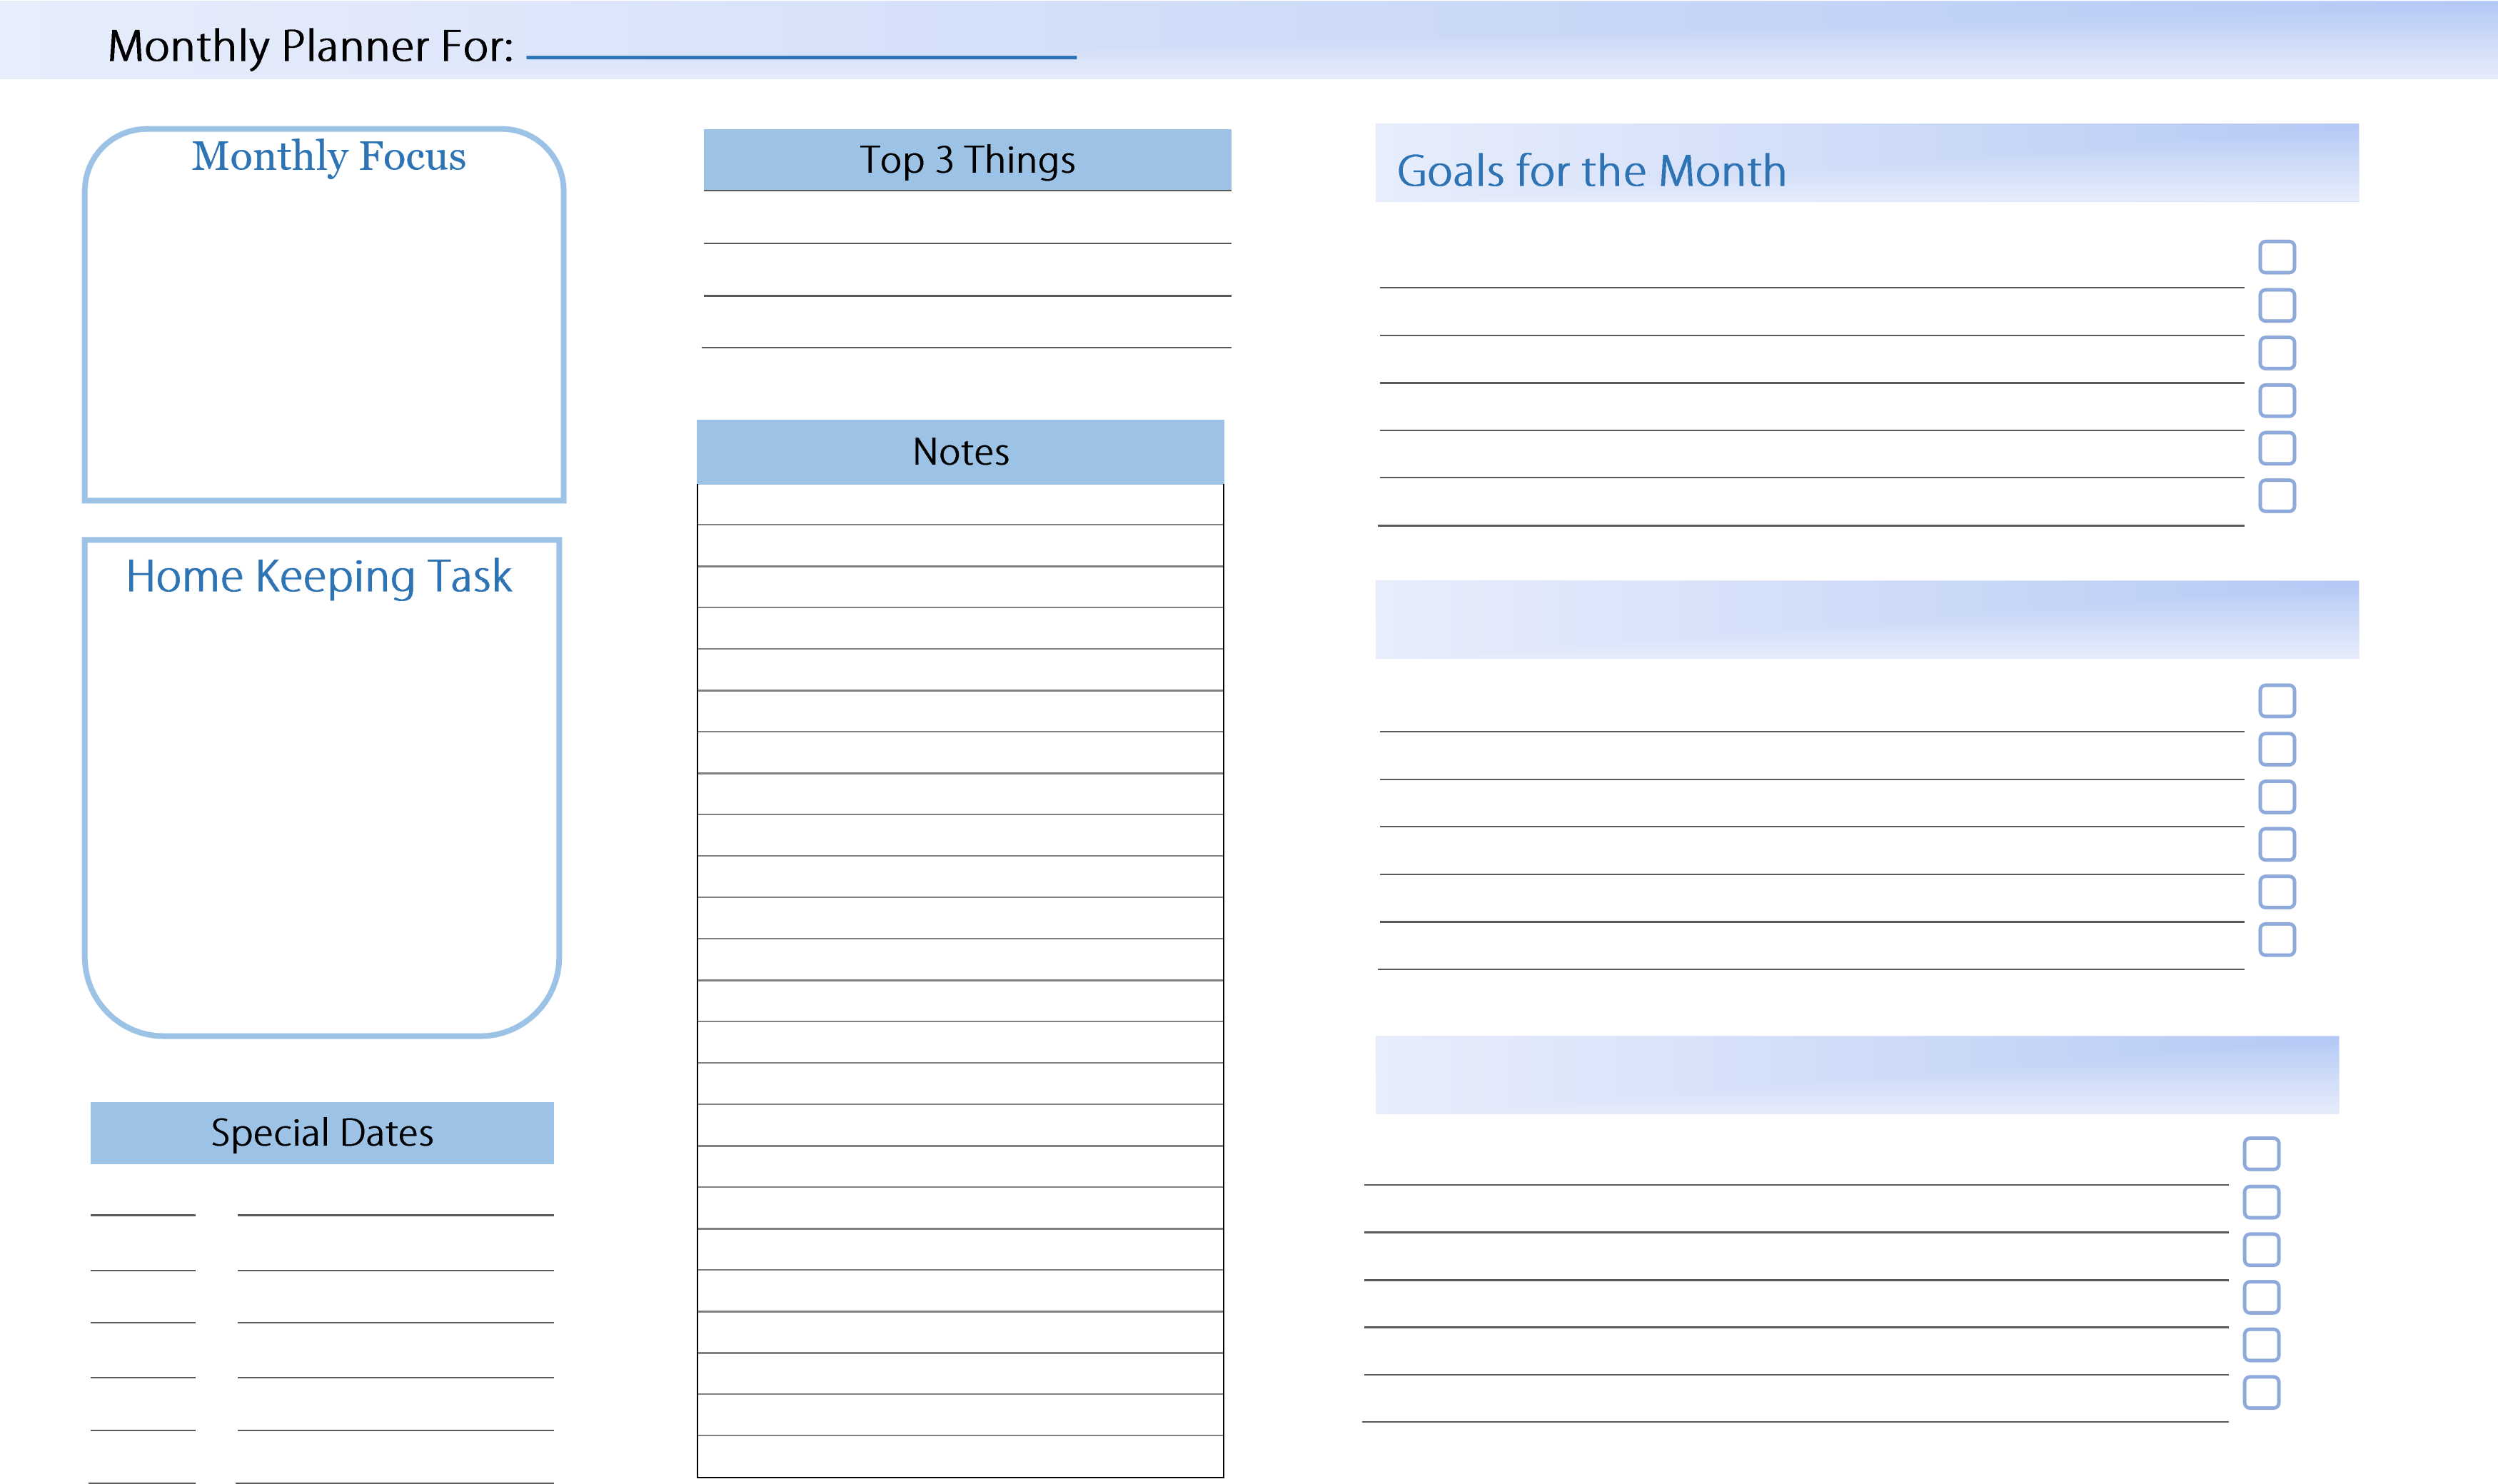 Monthly Planner For:
Monthly Focus
Home Keeping Task
Special Dates
Top 3 Things
Notes
Goals for the Month